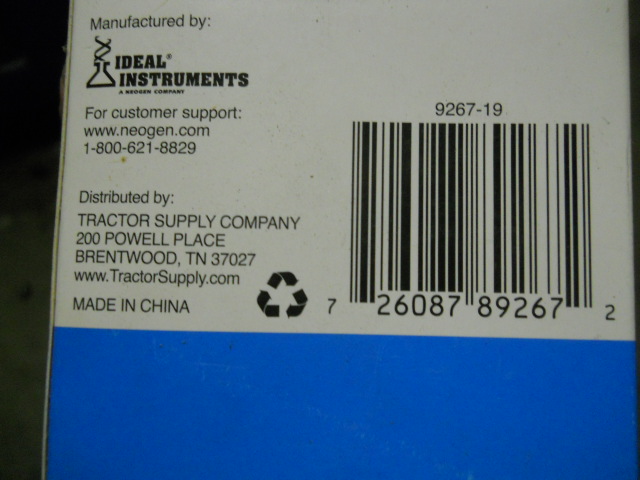 Manufactured by:
IDEAL®
INSTRUMENTS
A NEOGEN COMPANY
For customer support:
www.neogen.com
1-800-621-8829
Distributed by:
TRACTOR SUPPLY COMPANY
200 POWELL PLACE
BRENTWOOD, TN 37027
www.TractorSupply.com
MADE IN CHINA
9267-19
7 26087 89267 2